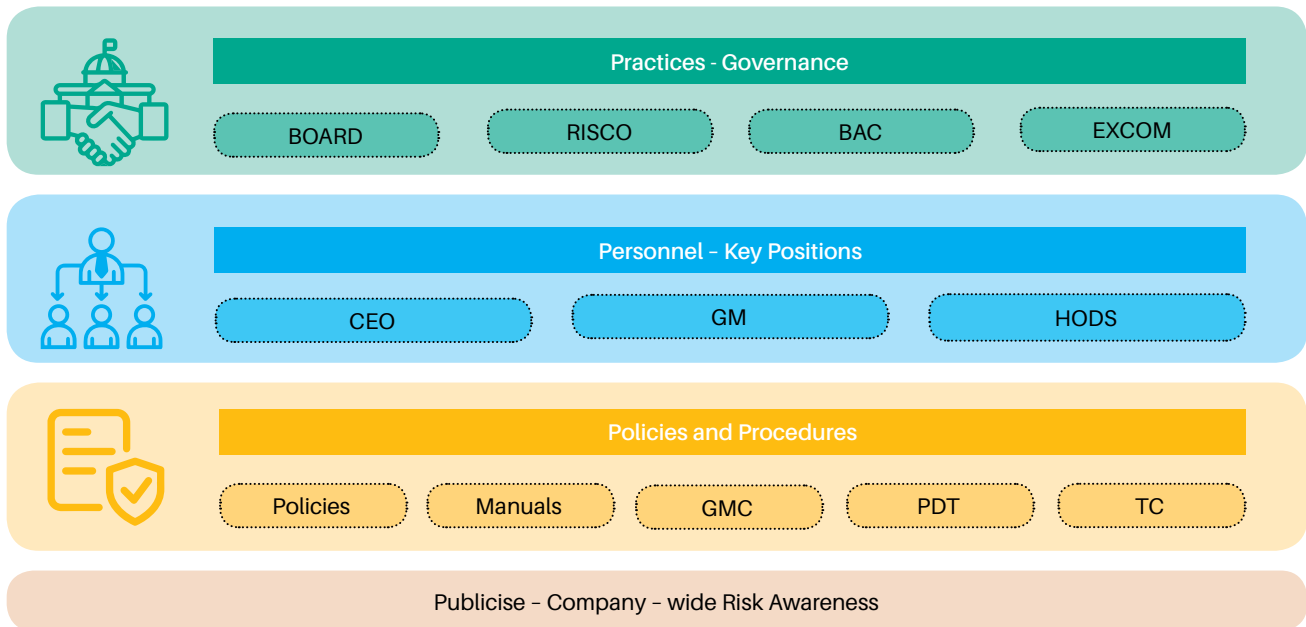 Practices - Governance
BOARD
RISCO
BAC
EXCOM
Personnel – Key Positions
CEO
GM
HODS
Policies and Procedures
Policies
Manuals
GMC
PDT
TC
Publicise – Company – wide Risk Awareness